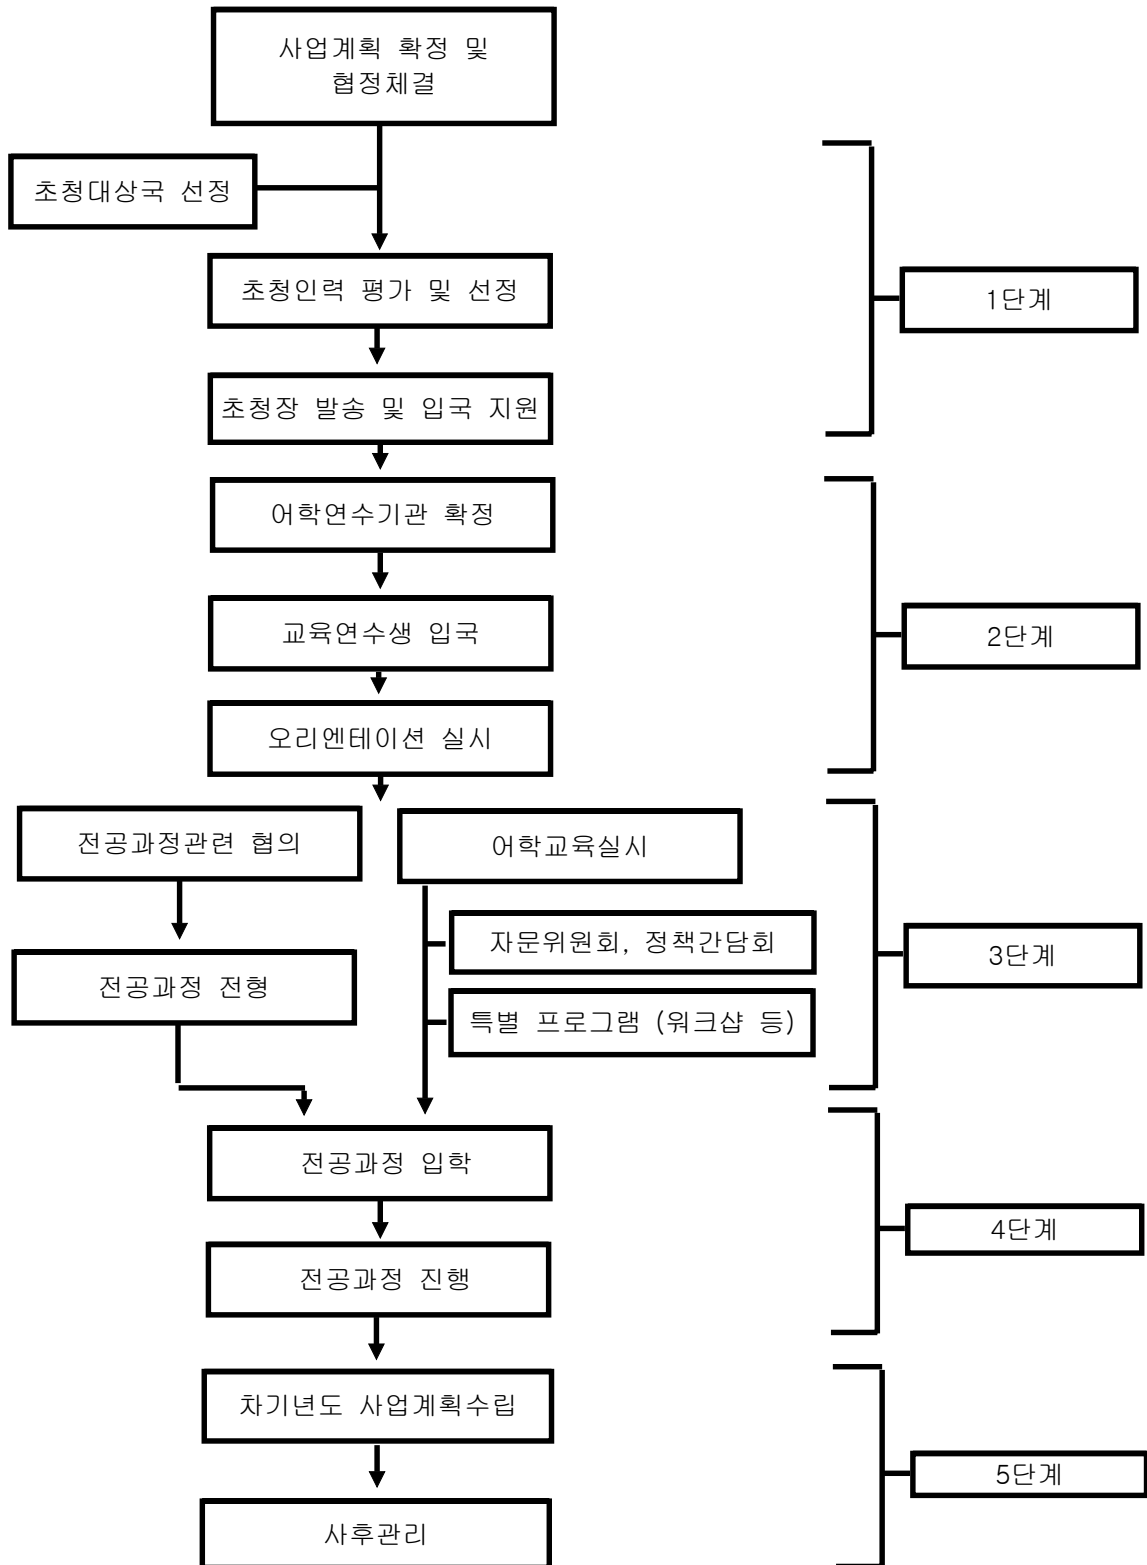 사업계획 확정 및
협정체결
초청대상국 선정
초청인력 평가 및 선정
1단계
초청장 발송 및 입국 지원
어학연수기관 확정
교육연수생 입국
2단계
오리엔테이션 실시
전공과정관련 협의
어학교육실시
자문위원회, 정책간담회
3단계
전공과정 전형
특별 프로그램 (워크샵 등)
전공과정 입학
4단계
전공과정 진행
차기년도 사업계획수립
5단계
사후관리